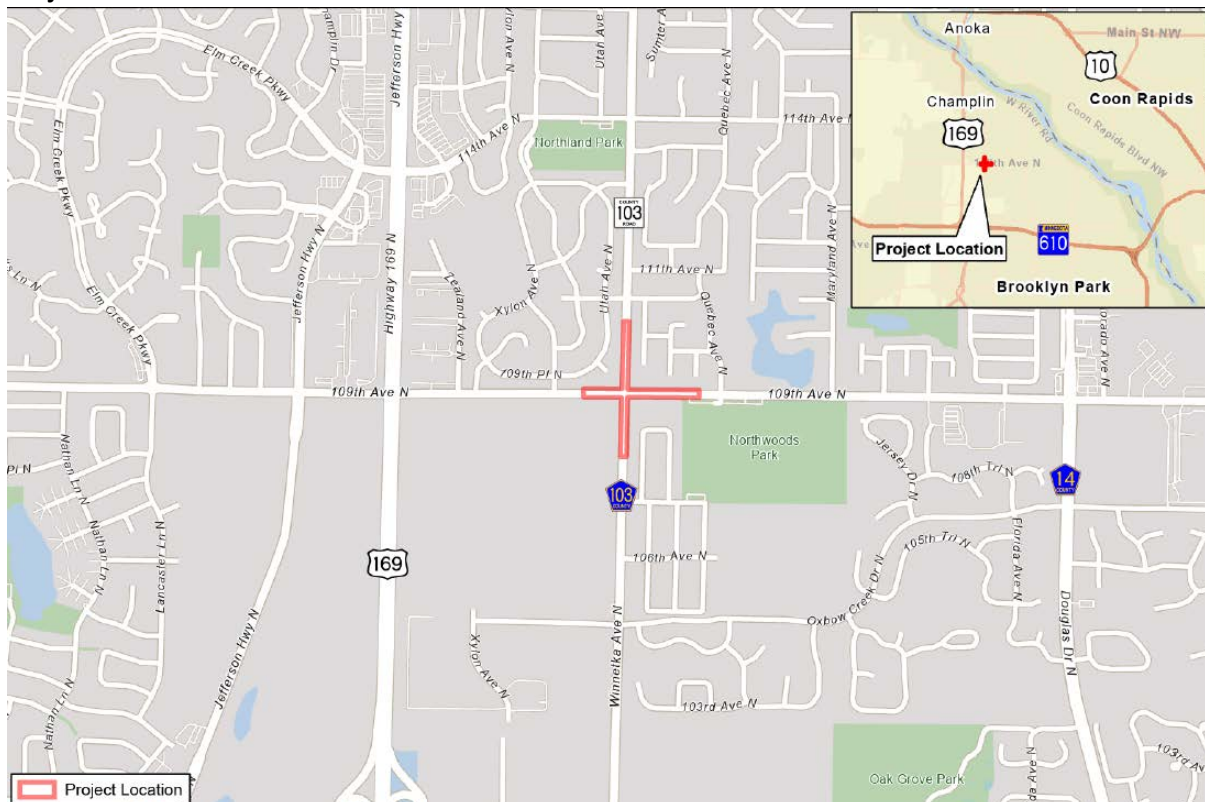 Elm Creek Pkwy
Jefferson Hwy
Utah Ave
Sumter A
Quebec Ave N
114th Ave N
114th Ave N
Northland Park
COUNTY
103
ROAD
Elm Creek Pkwy
Elm Creek Pkwy
Jefferson Hwy N
Highway 169 N
Zealand Ave N
Xylon Ave N
Utah Ave N
111th Ave N
Quebec Ave N
Maryland Ave N
109th Pl N
109th Ave N
109th Ave N
Northwoods
Park
103
COUNTY
14
COUNTY
Jersey Dr N
108th Trl N
105th Trl N
Florida Ave N
106th Ave N
169
Nathan Ln N
Nathan Ln N
Nathan Ln N
Lancaster Ln N
Jefferson Hwy N
Xylon Ave N
Winnetka Ave N
Oxbow Creek Dr N
103rd Ave N
Douglas Dr N
Oak Grove Park
103rd Av
Project Location
Anoka
Main St NW
10
Coon Rapids
Champlin
W River Rd
Coon Rapids Blvd NW
169
Project Location
MINNESOTA
610
Brooklyn Park